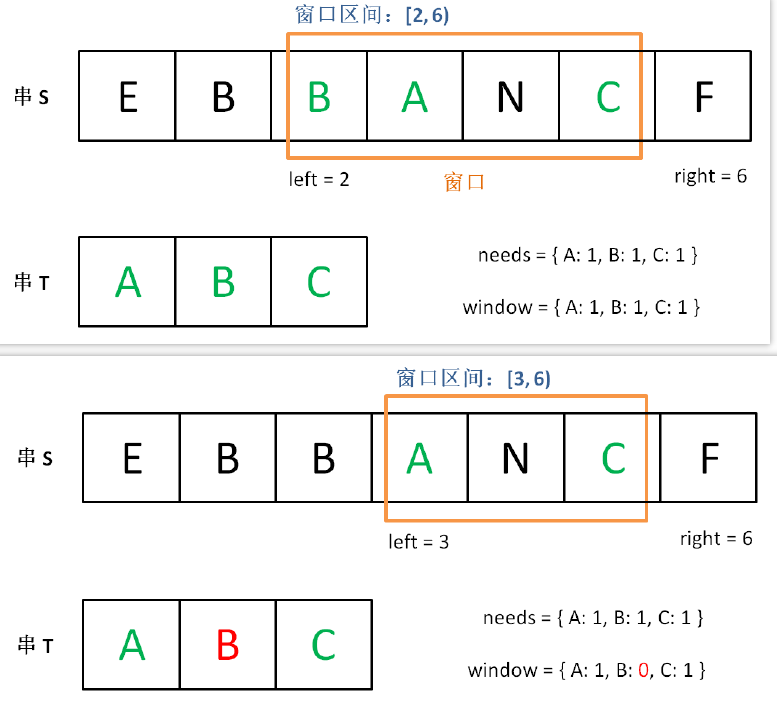 窗口区间：[2, 6)
串 S E B B A N C F
left = 2 窗口 right = 6
串 T A B C
needs = { A: 1, B: 1, C: 1 }
window = { A: 1, B: 1, C: 1 }
窗口区间：[3, 6)
串 S E B B A N C F
left = 3 right = 6
串 T A B C
needs = { A: 1, B: 1, C: 1 }
window = { A: 1, B: 0, C: 1 }